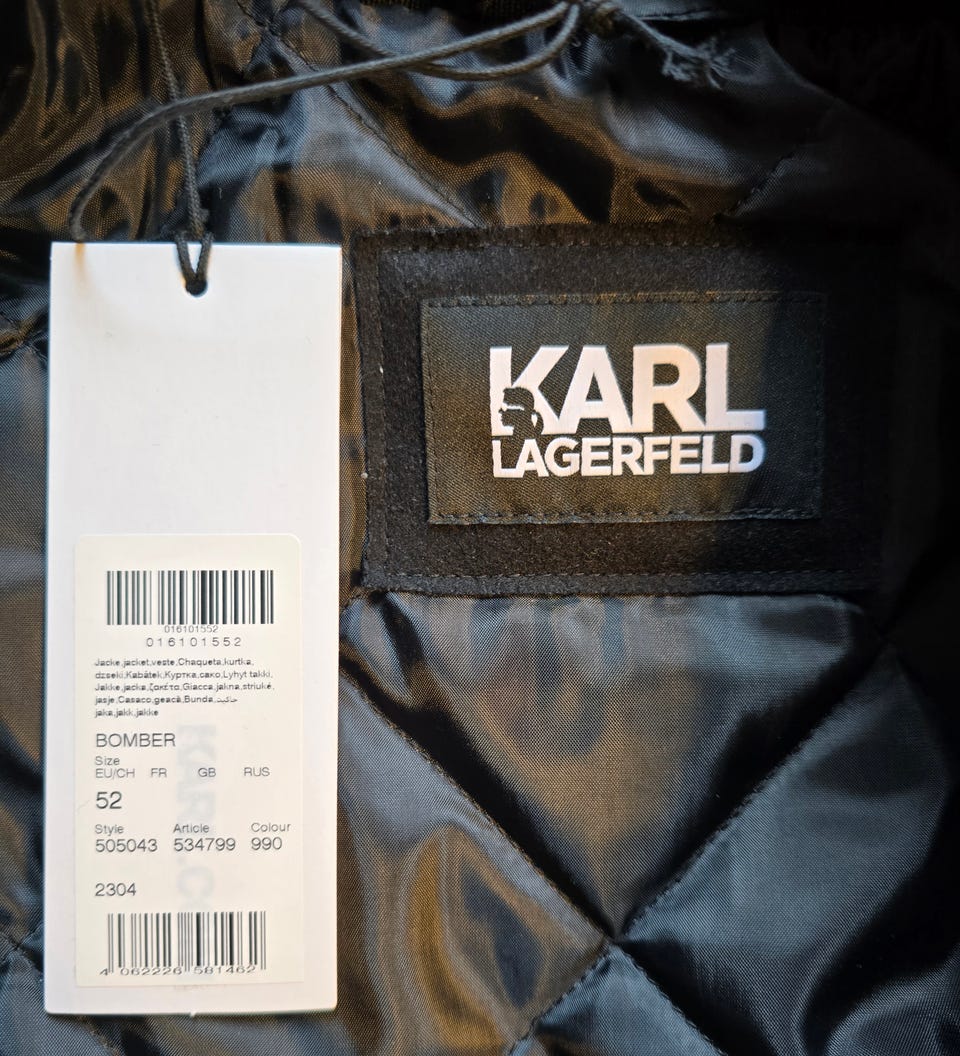 KARL
LAGERFELD
016101552
016101552
Jacke,jacket,veste,Chaqueta,kurtka,
dzseki,Kabátek,Куртка,сако,Lyhyt takki,
Jakke,jacka,ζακέτα,Giacca,jakna,striukė,
jasje,Casaco,geacă,Bunda,جاكيت
jaka,jakk,jakke
BOMBER
Size
EU/CH FR GB RUS
52
Style Article Colour
505043 534799 990
2304
4 062226 581462